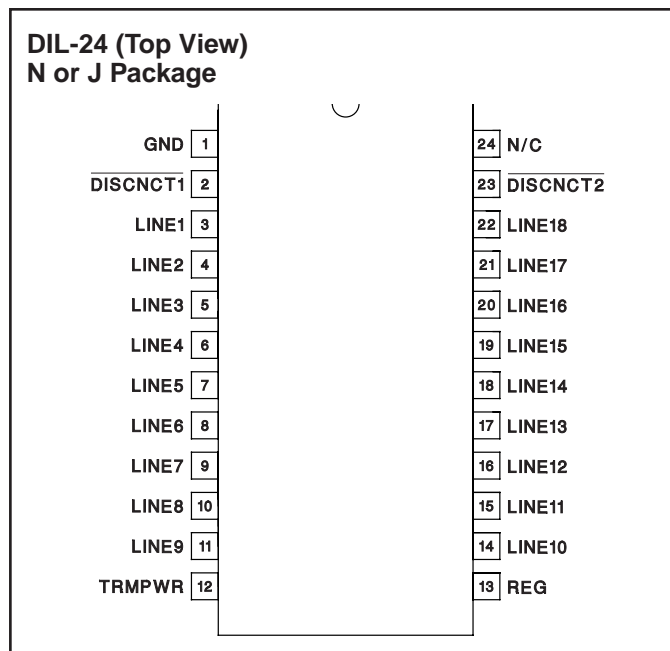 DIL-24 (Top View)
N or J Package
GND 1 24 N/C
DISCNCT1 2 23 DISCNCT2
LINE1 3 22 LINE18
LINE2 4 21 LINE17
LINE3 5 20 LINE16
LINE4 6 19 LINE15
LINE5 7 18 LINE14
LINE6 8 17 LINE13
LINE7 9 16 LINE12
LINE8 10 15 LINE11
LINE9 11 14 LINE10
TRMPWR 12 13 REG